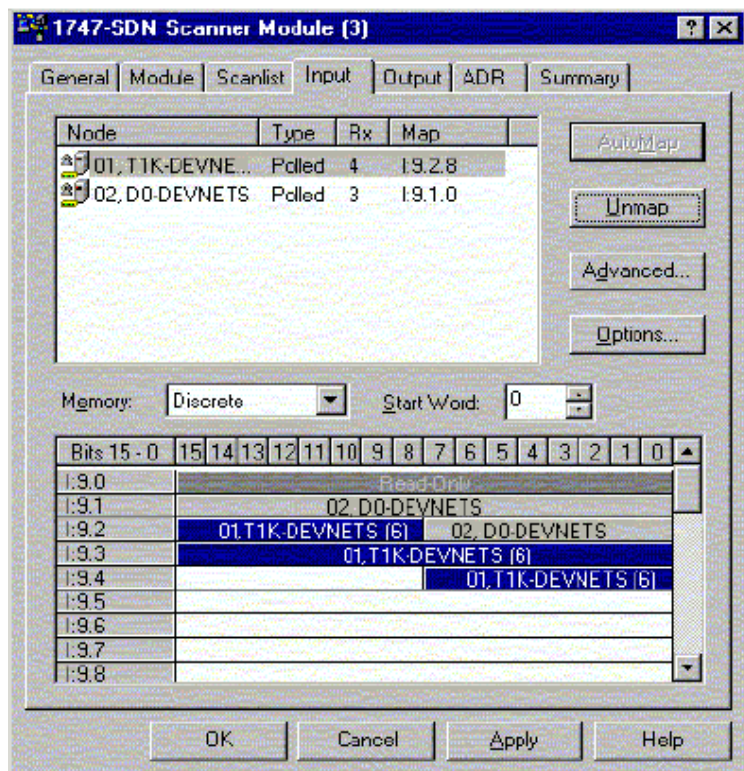 1747-SDN Scanner Module (3)
General Module Scanlist Input Output ADR Summary
Node Type Rx Map
01, T1K-DEVNE... Polled 4 I:9.2.8
02, D0-DEVNETS Polled 3 I:9.1.0
AutoMap
Unmap
Advanced...
Options...
Memory: Discrete Start Word: 0
Bits 15 - 0 15 14 13 12 11 10 9 8 7 6 5 4 3 2 1 0
I:9.0 Read-Only
I:9.1 02, D0-DEVNETS
I:9.2 01,T1K-DEVNETS (6) 02, D0-DEVNETS
I:9.3 01,T1K-DEVNETS (6)
I:9.4 01,T1K-DEVNETS (6)
I:9.5
I:9.6
I:9.7
I:9.8
OK Cancel Apply Help